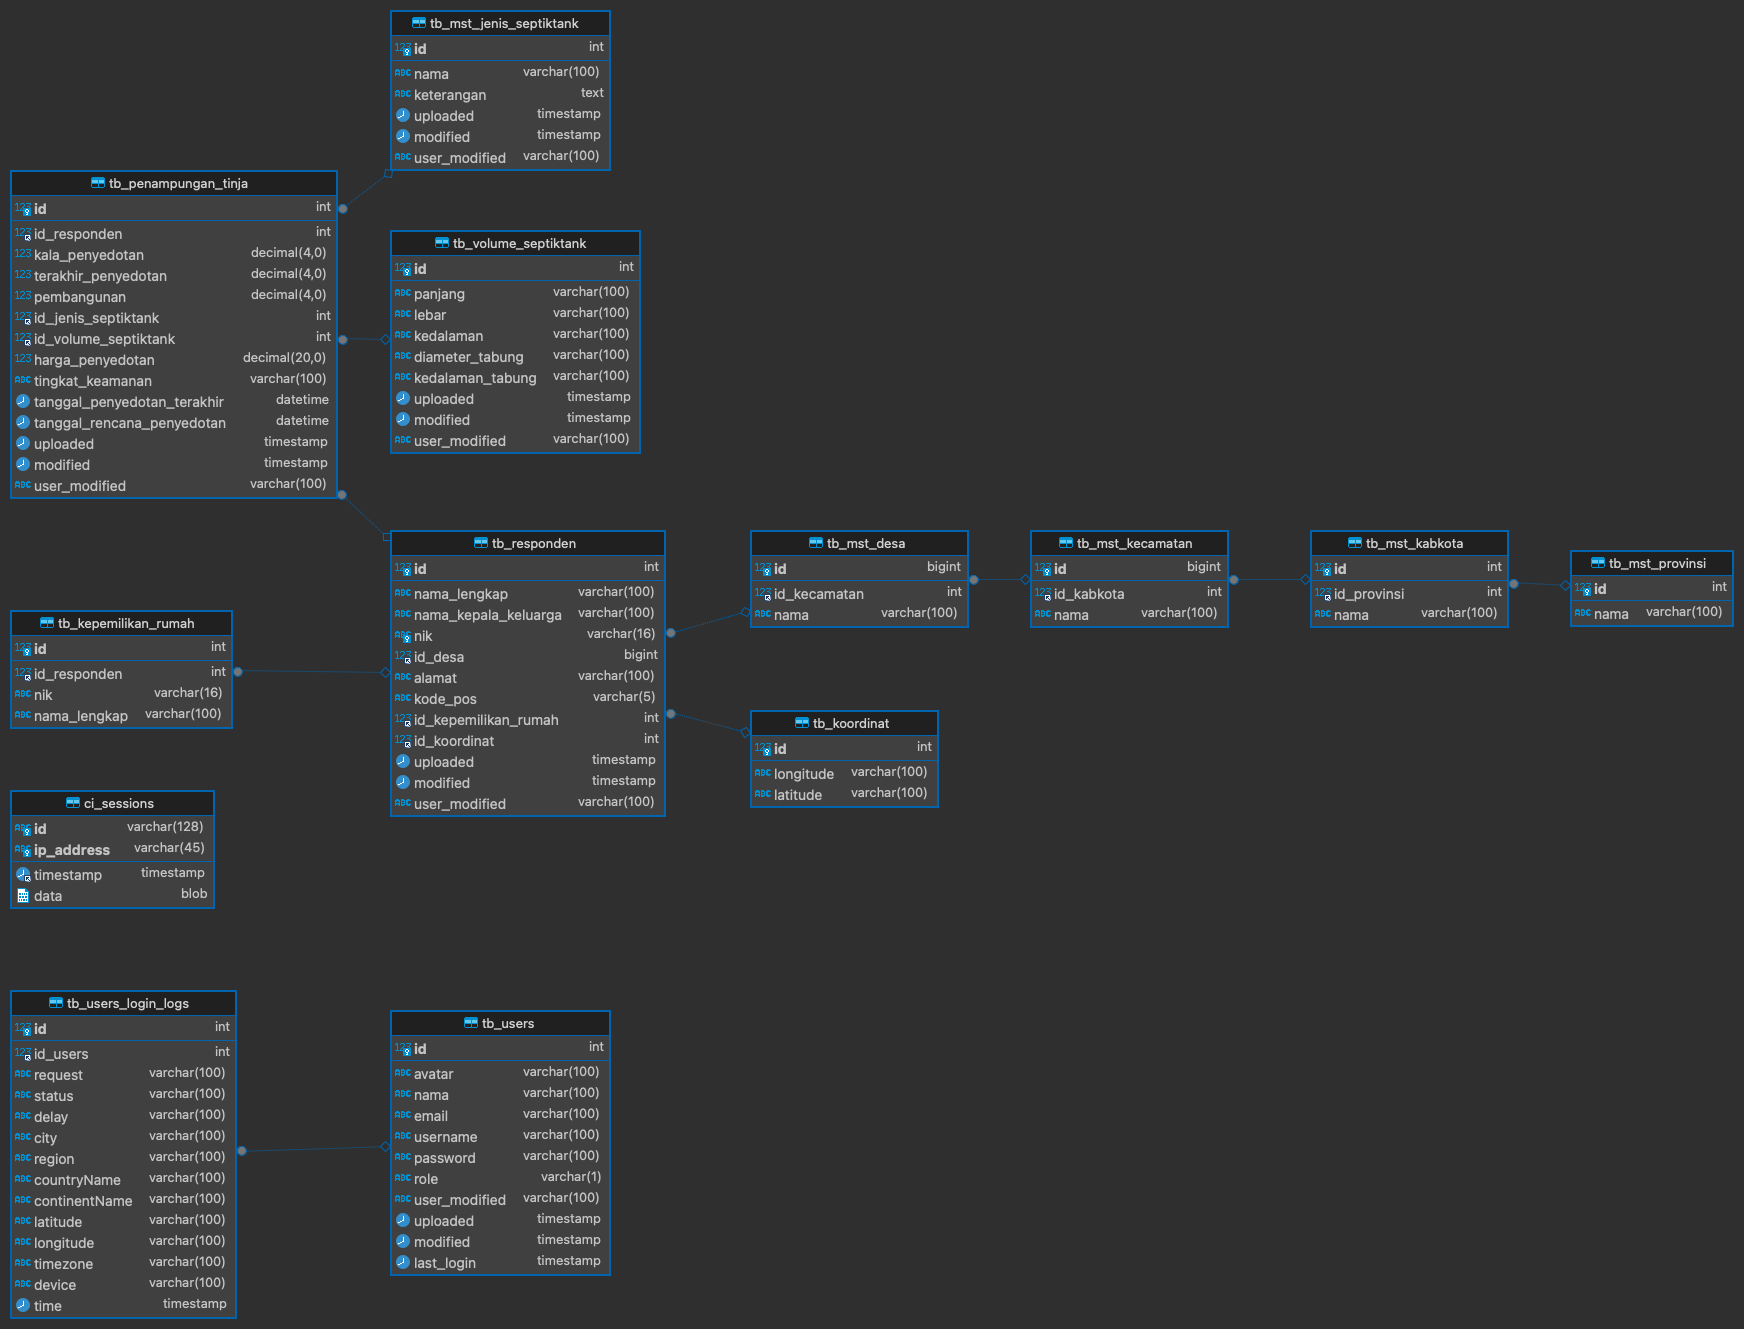 tb_mst_jenis_septiktank
id int
nama varchar(100)
keterangan text
uploaded timestamp
modified timestamp
user_modified varchar(100)
tb_penampungan_tinja
id int
id_responden int
kala_penyedotan decimal(4,0)
terakhir_penyedotan decimal(4,0)
pembangunan decimal(4,0)
id_jenis_septiktank int
id_volume_septiktank int
harga_penyedotan decimal(20,0)
tingkat_keamanan varchar(100)
tanggal_penyedotan_terakhir datetime
tanggal_rencana_penyedotan datetime
uploaded timestamp
modified timestamp
user_modified varchar(100)
tb_volume_septiktank
id int
panjang varchar(100)
lebar varchar(100)
kedalaman varchar(100)
diameter_tabung varchar(100)
kedalaman_tabung varchar(100)
uploaded timestamp
modified timestamp
user_modified varchar(100)
tb_responden
id int
nama_lengkap varchar(100)
nama_kepala_keluarga varchar(100)
nik varchar(16)
id_desa bigint
alamat varchar(100)
kode_pos varchar(5)
id_kepemilikan_rumah int
id_koordinat int
uploaded timestamp
modified timestamp
user_modified varchar(100)
tb_mst_desa
id bigint
id_kecamatan int
nama varchar(100)
tb_mst_kecamatan
id bigint
id_kabkota int
nama varchar(100)
tb_mst_kabkota
id int
id_provinsi int
nama varchar(100)
tb_mst_provinsi
id int
nama varchar(100)
tb_kepemilikan_rumah
id int
id_responden int
nik varchar(16)
nama_lengkap varchar(100)
tb_koordinat
id int
longitude varchar(100)
latitude varchar(100)
ci_sessions
id varchar(128)
ip_address varchar(45)
timestamp timestamp
data blob
tb_users_login_logs
id int
id_users int
request varchar(100)
status varchar(100)
delay varchar(100)
city varchar(100)
region varchar(100)
countryName varchar(100)
continentName varchar(100)
latitude varchar(100)
longitude varchar(100)
timezone varchar(100)
device varchar(100)
time timestamp
tb_users
id int
avatar varchar(100)
nama varchar(100)
email varchar(100)
username varchar(100)
password varchar(100)
role varchar(1)
user_modified varchar(100)
uploaded timestamp
modified timestamp
last_login timestamp